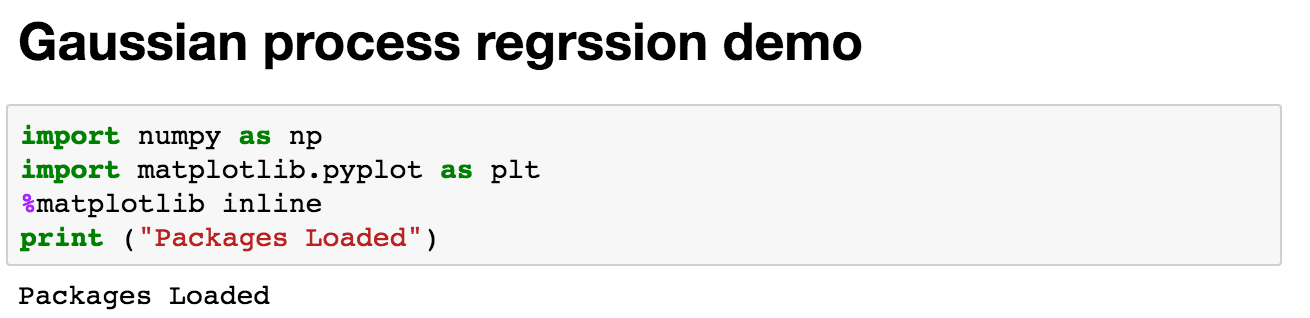 Gaussian process regrssion demo
import numpy as np
import matplotlib.pyplot as plt
%matplotlib inline
print ("Packages Loaded")
Packages Loaded